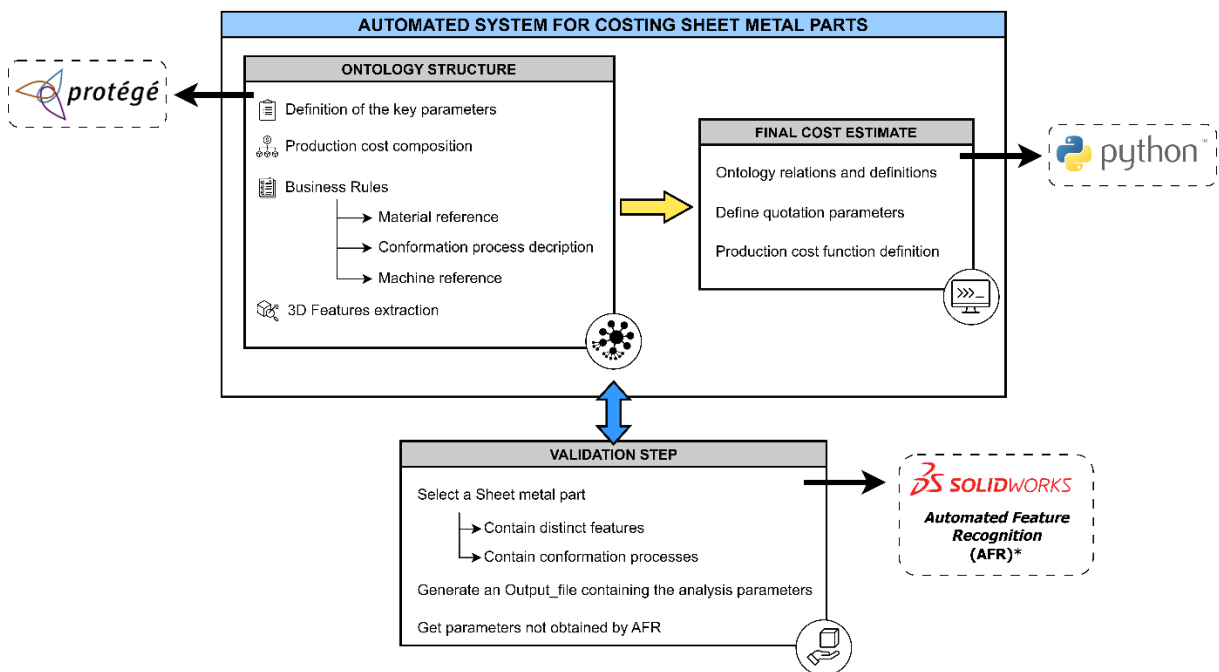 AUTOMATED SYSTEM FOR COSTING SHEET METAL PARTS
protégé
ONTOLOGY STRUCTURE
Definition of the key parameters
Production cost composition
Business Rules
Material reference
Conformation process decription
Machine reference
3D Features extraction
FINAL COST ESTIMATE
Ontology relations and definitions
Define quotation parameters
Production cost function definition
>>>_
python™
VALIDATION STEP
Select a Sheet metal part
Contain distinct features
Contain conformation processes
Generate an Output_file containing the analysis parameters
Get parameters not obtained by AFR
DS SOLIDWORKS
Automated Feature
Recognition
(AFR)*